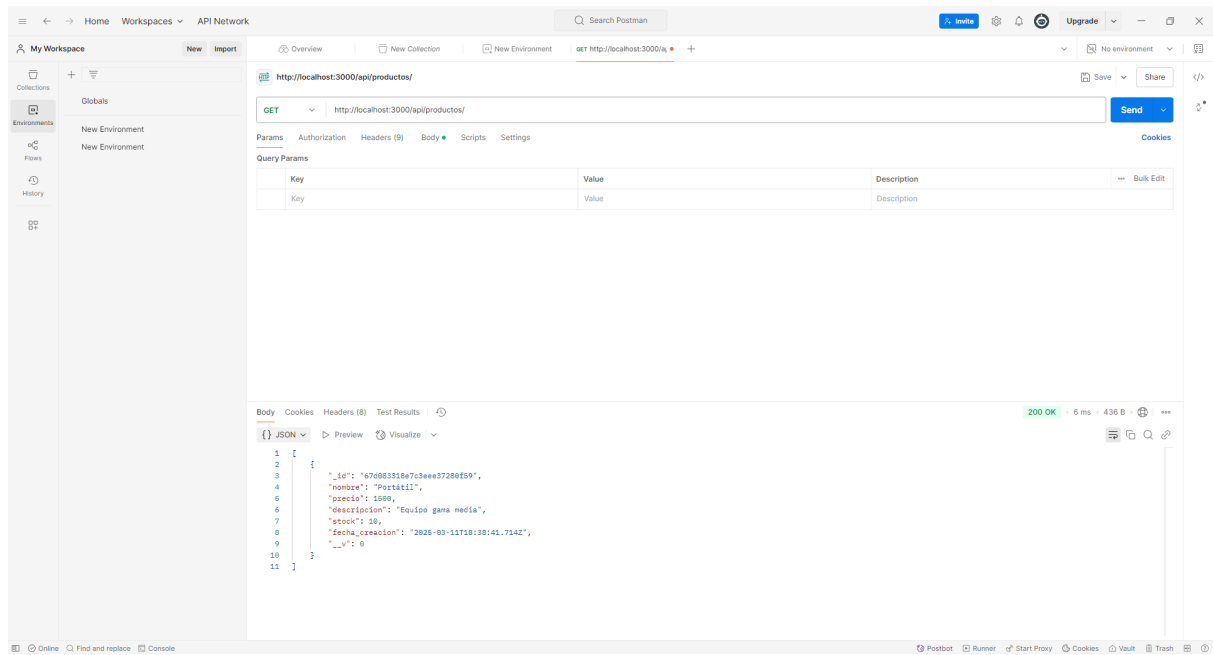 Home Workspaces API Network Search Postman Invite Upgrade
My Workspace New Import Overview New Collection New Environment GET http://localhost:3000/a No environment
Collections
Environments
Flows
History
Globals
New Environment
New Environment
http://localhost:3000/api/productos/ Save Share
GET http://localhost:3000/api/productos/ Send
Params Authorization Headers (9) Body Scripts Settings Cookies
Query Params
Key Value Description Bulk Edit
Key Value Description
Body Cookies Headers (8) Test Results 200 OK 6 ms 436 B
{} JSON Preview Visualize
1 [
2 {
3 "_id": "67d083318e7c3eee37280f59",
4 "nombre": "Portátil",
5 "precio": 1500,
6 "descripcion": "Equipo gama media",
7 "stock": 10,
8 "fecha_creacion": "2025-03-11T18:38:41.714Z",
9 "__v": 0
10 }
11 ]
Online Find and replace Console Postbot Runner Start Proxy Cookies Vault Trash